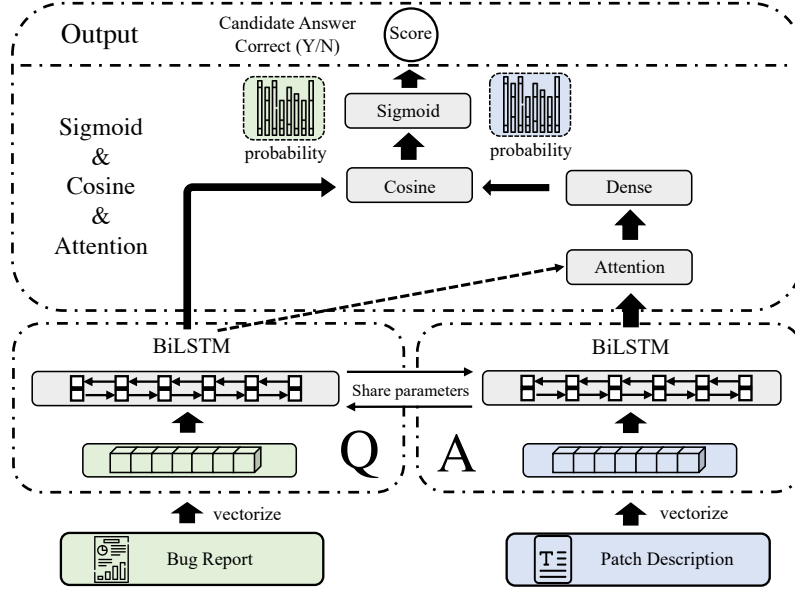 Output
Candidate Answer
Correct (Y/N)
Score
Sigmoid
&
Cosine
&
Attention
Sigmoid
probability
probability
Cosine
Dense
Attention
BiLSTM
BiLSTM
Share parameters
Q
A
vectorize
vectorize
Bug Report
T
Patch Description